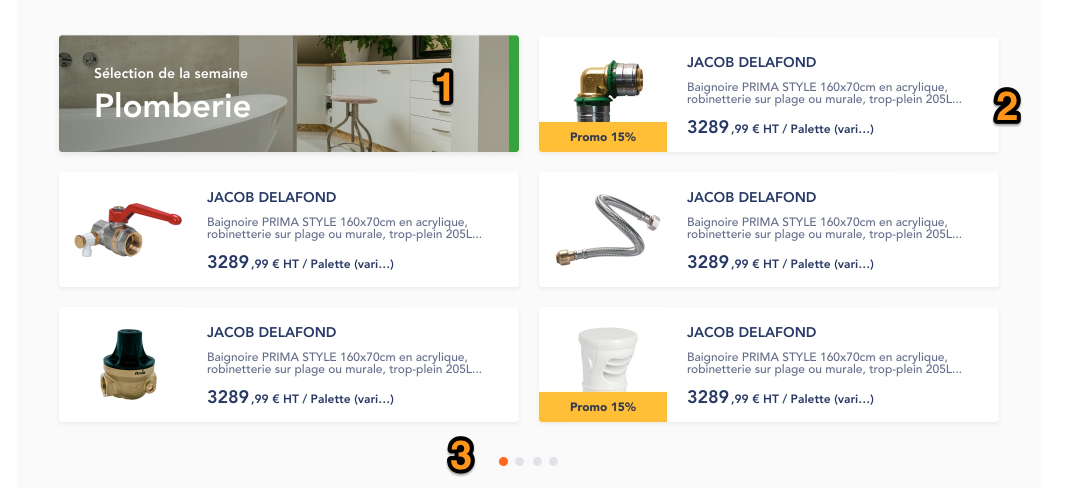 Sélection de la semaine
Plomberie
1
JACOB DELAFOND
Baignoire PRIMA STYLE 160x70cm en acrylique,
robinetterie sur plage ou murale, trop-plein 205L...
3289,99 € HT / Palette (vari...)
Promo 15%
2
JACOB DELAFOND
Baignoire PRIMA STYLE 160x70cm en acrylique,
robinetterie sur plage ou murale, trop-plein 205L...
3289,99 € HT / Palette (vari...)
JACOB DELAFOND
Baignoire PRIMA STYLE 160x70cm en acrylique,
robinetterie sur plage ou murale, trop-plein 205L...
3289,99 € HT / Palette (vari...)
JACOB DELAFOND
Baignoire PRIMA STYLE 160x70cm en acrylique,
robinetterie sur plage ou murale, trop-plein 205L...
3289,99 € HT / Palette (vari...)
JACOB DELAFOND
Baignoire PRIMA STYLE 160x70cm en acrylique,
robinetterie sur plage ou murale, trop-plein 205L...
3289,99 € HT / Palette (vari...)
Promo 15%
3